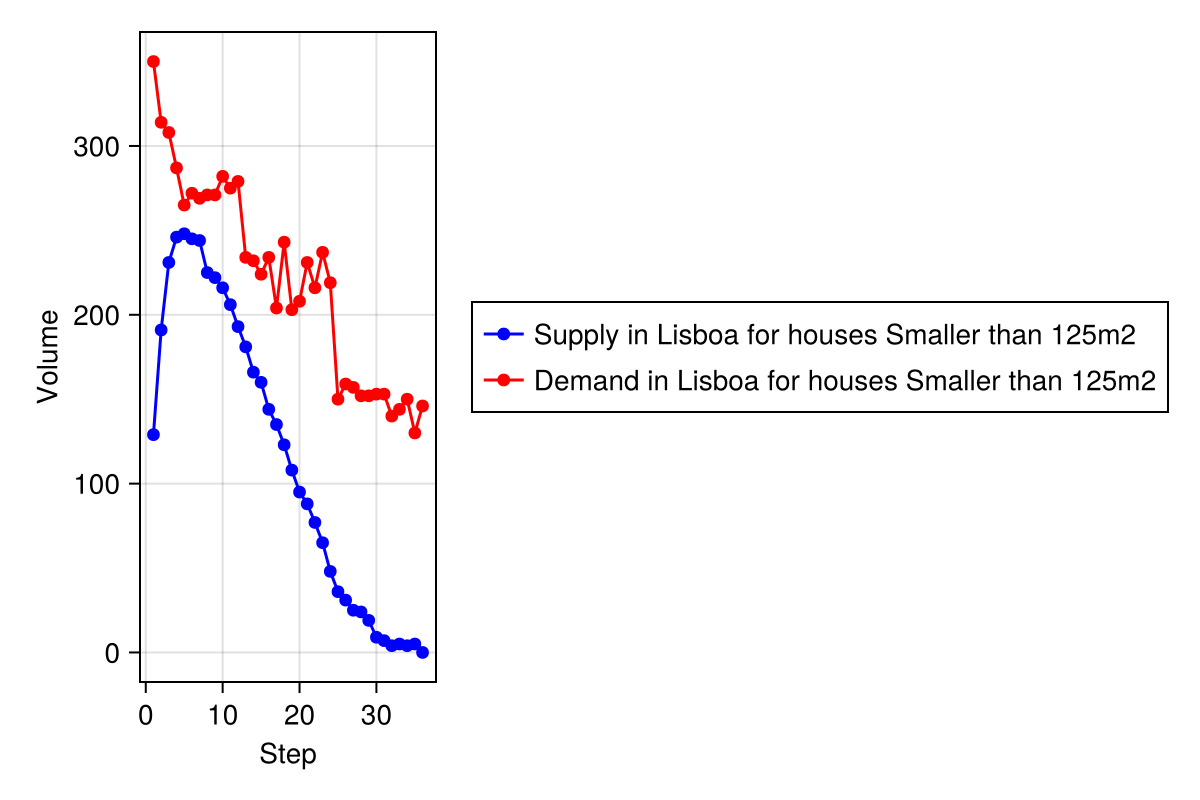 Volume
300
200
100
0
0 10 20 30
Step
Supply in Lisboa for houses Smaller than 125m2
Demand in Lisboa for houses Smaller than 125m2